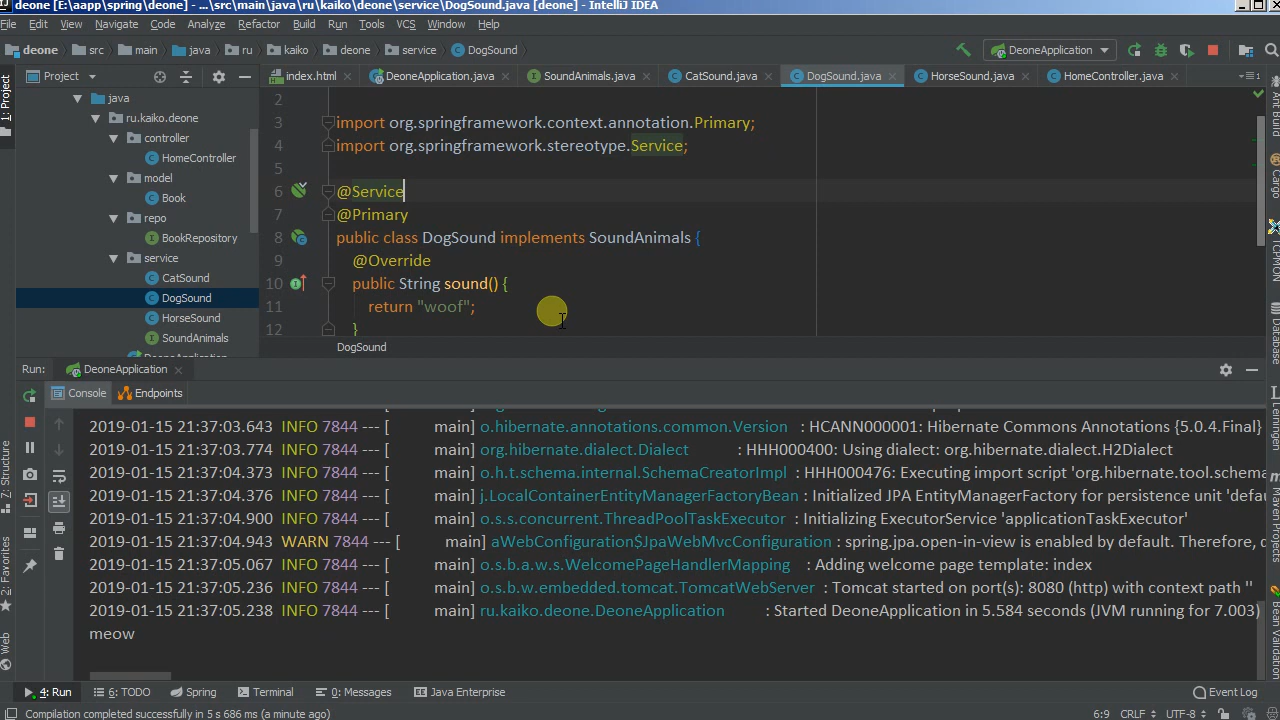 deone [E:\aapp\spring\deone] - ...\src\main\java\ru\kaiko\deone\service\DogSound.java [deone] - IntelliJ IDEA
File Edit View Navigate Code Analyze Refactor Build Run Tools VCS Window Help
deone src main java ru kaiko deone service DogSound DeoneApplication
1: Project
Project
index.html DeoneApplication.java SoundAnimals.java CatSound.java DogSound.java HorseSound.java HomeController.java
java
ru.kaiko.deone
controller
HomeController
model
Book
repo
BookRepository
service
CatSound
DogSound
HorseSound
SoundAnimals
2
3 import org.springframework.context.annotation.Primary;
4 import org.springframework.stereotype.Service;
5
6 @Service
7 @Primary
8 public class DogSound implements SoundAnimals {
9 @Override
10 public String sound() {
11 return "woof";
12 }
DogSound
Ant Build
Cargo
Database
Leiningen
Maven Projects
Bean Validation
Run: DeoneApplication
Console Endpoints
2019-01-15 21:37:03.643 INFO 7844 --- [ main] o.hibernate.annotations.common.Version : HCANN000001: Hibernate Commons Annotations {5.0.4.Final}
2019-01-15 21:37:03.774 INFO 7844 --- [ main] org.hibernate.dialect.Dialect : HHH000400: Using dialect: org.hibernate.dialect.H2Dialect
2019-01-15 21:37:04.373 INFO 7844 --- [ main] o.h.t.schema.internal.SchemaCreatorImpl : HHH000476: Executing import script 'org.hibernate.tool.schema
2019-01-15 21:37:04.376 INFO 7844 --- [ main] j.LocalContainerEntityManagerFactoryBean : Initialized JPA EntityManagerFactory for persistence unit 'defau
2019-01-15 21:37:04.900 INFO 7844 --- [ main] o.s.s.concurrent.ThreadPoolTaskExecutor : Initializing ExecutorService 'applicationTaskExecutor'
2019-01-15 21:37:04.943 WARN 7844 --- [ main] aWebConfiguration$JpaWebMvcConfiguration : spring.jpa.open-in-view is enabled by default. Therefore,
2019-01-15 21:37:05.067 INFO 7844 --- [ main] o.s.b.a.w.s.WelcomePageHandlerMapping : Adding welcome page template: index
2019-01-15 21:37:05.236 INFO 7844 --- [ main] o.s.b.w.embedded.tomcat.TomcatWebServer : Tomcat started on port(s): 8080 (http) with context path ''
2019-01-15 21:37:05.238 INFO 7844 --- [ main] ru.kaiko.deone.DeoneApplication : Started DeoneApplication in 5.584 seconds (JVM running for 7.003)
meow
Z: Structure
2: Favorites
Web
4: Run 6: TODO Spring Terminal 0: Messages Java Enterprise Event Log
Compilation completed successfully in 5 s 686 ms (a minute ago) 6:9 CRLF UTF-8